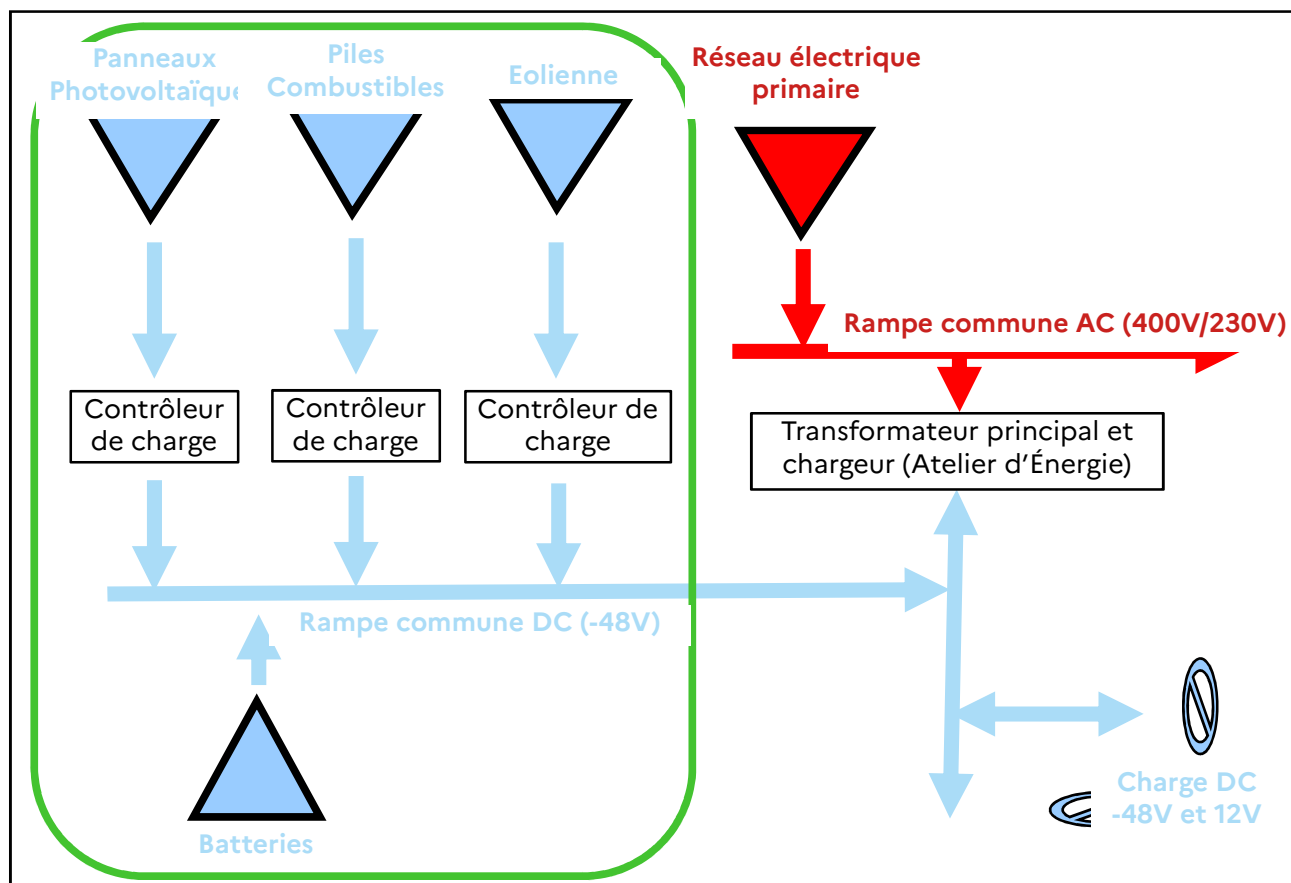 Panneaux
Photovoltaïque
Piles
Combustibles
Eolienne
Réseau électrique
primaire
Rampe commune AC (400V/230V)
Contrôleur
de charge
Contrôleur
de charge
Contrôleur de
charge
Transformateur principal et
chargeur (Atelier d’Énergie)
Rampe commune DC (-48V)
Charge DC
-48V et 12V
Batteries